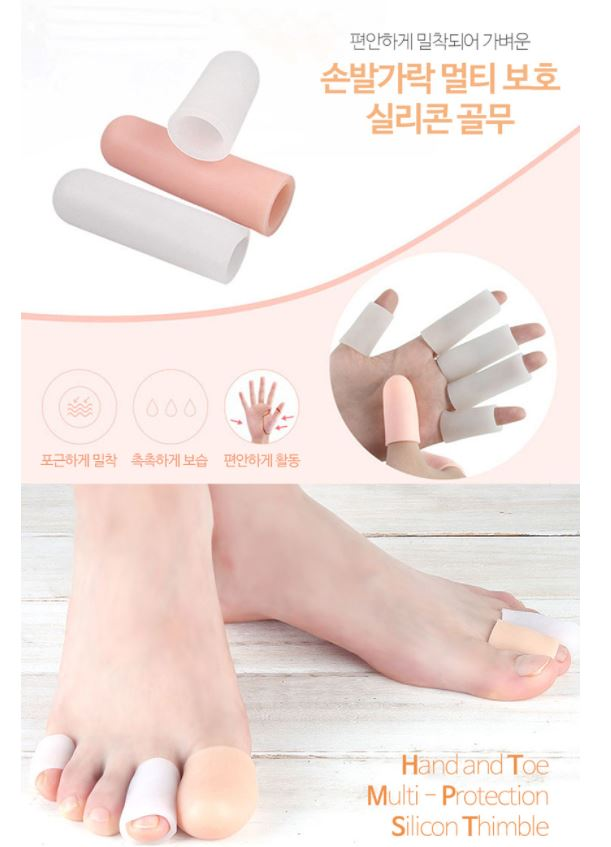 편안하게 밀착되어 가벼운
손발가락 멀티 보호
실리콘 골무
포근하게 밀착 촉촉하게 보습 편안하게 활동
Hand and Toe
Multi - Protection
Silicon Thimble